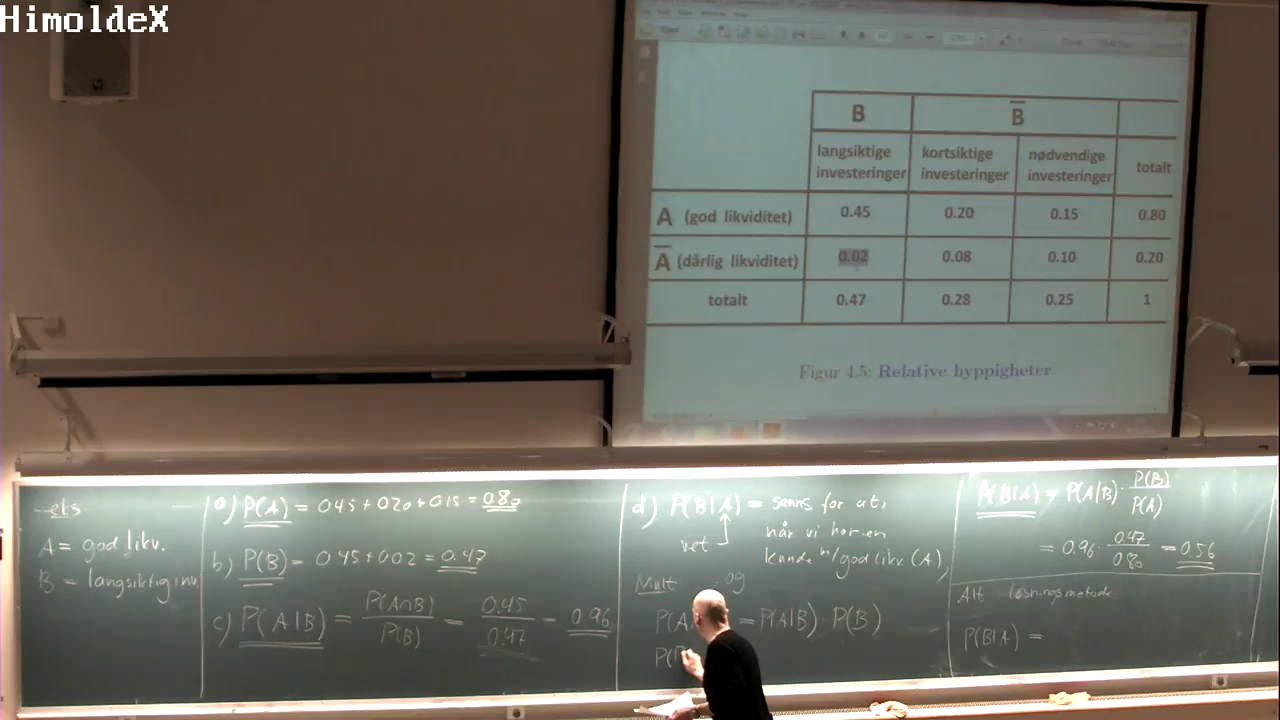 HimoldeX
B B
langsiktige investeringer kortsiktige investeringer nødvendige investeringer totalt
A (god likviditet) 0.45 0.20 0.15 0.80
A (dårlig likviditet) 0.02 0.08 0.10 0.20
totalt 0.47 0.28 0.25 1
Figur 4.5: Relative hyppigheter
eks.
A = god likv.
B = langsiktig inv.
a) P(A) = 0.45 + 0.20 + 0.15 = 0.80
b) P(B) = 0.45 + 0.02 = 0.47
c) P(A|B) = P(A∩B) / P(B) = 0.45 / 0.47 = 0.96
d) P(B|A) = sanns for at,
når vi har en
vet
kunde m/god likv (A)
Mult og
P(A = P(A|B) · P(B)
P(
P(B|A) = P(A|B) · P(B) / P(A)
= 0.96 · 0.47 / 0.80 = 0.56
Alt løsningsmetode
P(B|A) =